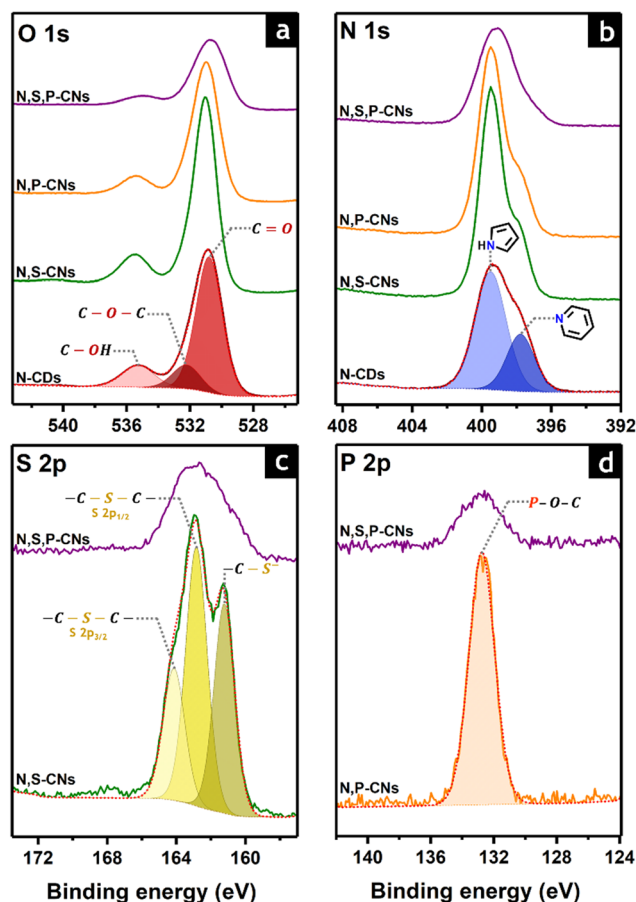 O 1s
a
N,S,P-CNs
N,P-CNs
C = O
N,S-CNs
C – O – C
C – OH
N-CDs
540 536 532 528
N 1s
b
N,S,P-CNs
N,P-CNs
HN
N,S-CNs
N
N-CDs
408 404 400 396 392
S 2p
c
–C – S – C –
S 2p1/2
N,S,P-CNs
–C – S–
–C – S – C –
S 2p3/2
N,S-CNs
172 168 164 160
Binding energy (eV)
P 2p
d
P–O–C
N,S,P-CNs
N,P-CNs
140 136 132 128 124
Binding energy (eV)